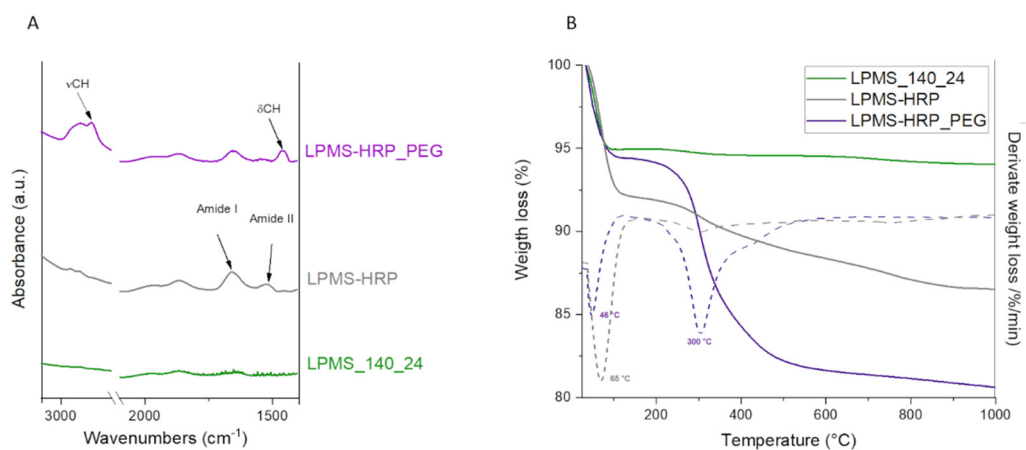 A
νCH
δCH
LPMS-HRP_PEG
Amide I
Amide II
LPMS-HRP
LPMS_140_24
Absorbance (a.u.)
3000
2000
1500
Wavenumbers (cm⁻¹)
B
100
95
90
85
80
Weigth loss (%)
LPMS_140_24
LPMS-HRP
LPMS-HRP_PEG
46 °C
65 °C
300 °C
200
400
600
800
1000
Temperature (°C)
Derivate weight loss /%/min)